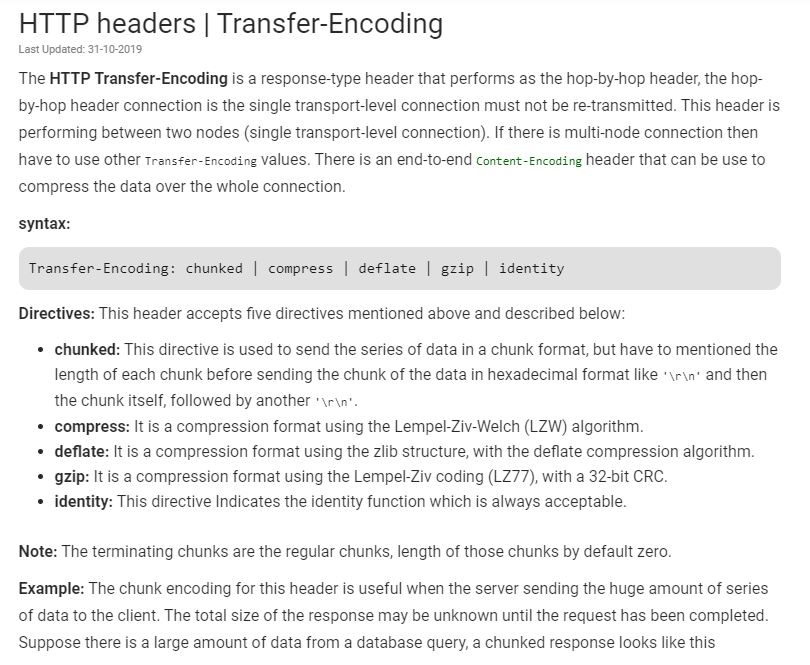 HTTP headers | Transfer-Encoding
Last Updated: 31-10-2019
The HTTP Transfer-Encoding is a response-type header that performs as the hop-by-hop header, the hop-
by-hop header connection is the single transport-level connection must not be re-transmitted. This header is
performing between two nodes (single transport-level connection). If there is multi-node connection then
have to use other Transfer-Encoding values. There is an end-to-end Content-Encoding header that can be use to
compress the data over the whole connection.
syntax:
Transfer-Encoding: chunked | compress | deflate | gzip | identity
Directives: This header accepts five directives mentioned above and described below:
• chunked: This directive is used to send the series of data in a chunk format, but have to mentioned the
length of each chunk before sending the chunk of the data in hexadecimal format like '\r\n' and then
the chunk itself, followed by another '\r\n'.
• compress: It is a compression format using the Lempel-Ziv-Welch (LZW) algorithm.
• deflate: It is a compression format using the zlib structure, with the deflate compression algorithm.
• gzip: It is a compression format using the Lempel-Ziv coding (LZ77), with a 32-bit CRC.
• identity: This directive Indicates the identity function which is always acceptable.
Note: The terminating chunks are the regular chunks, length of those chunks by default zero.
Example: The chunk encoding for this header is useful when the server sending the huge amount of series
of data to the client. The total size of the response may be unknown until the request has been completed.
Suppose there is a large amount of data from a database query, a chunked response looks like this